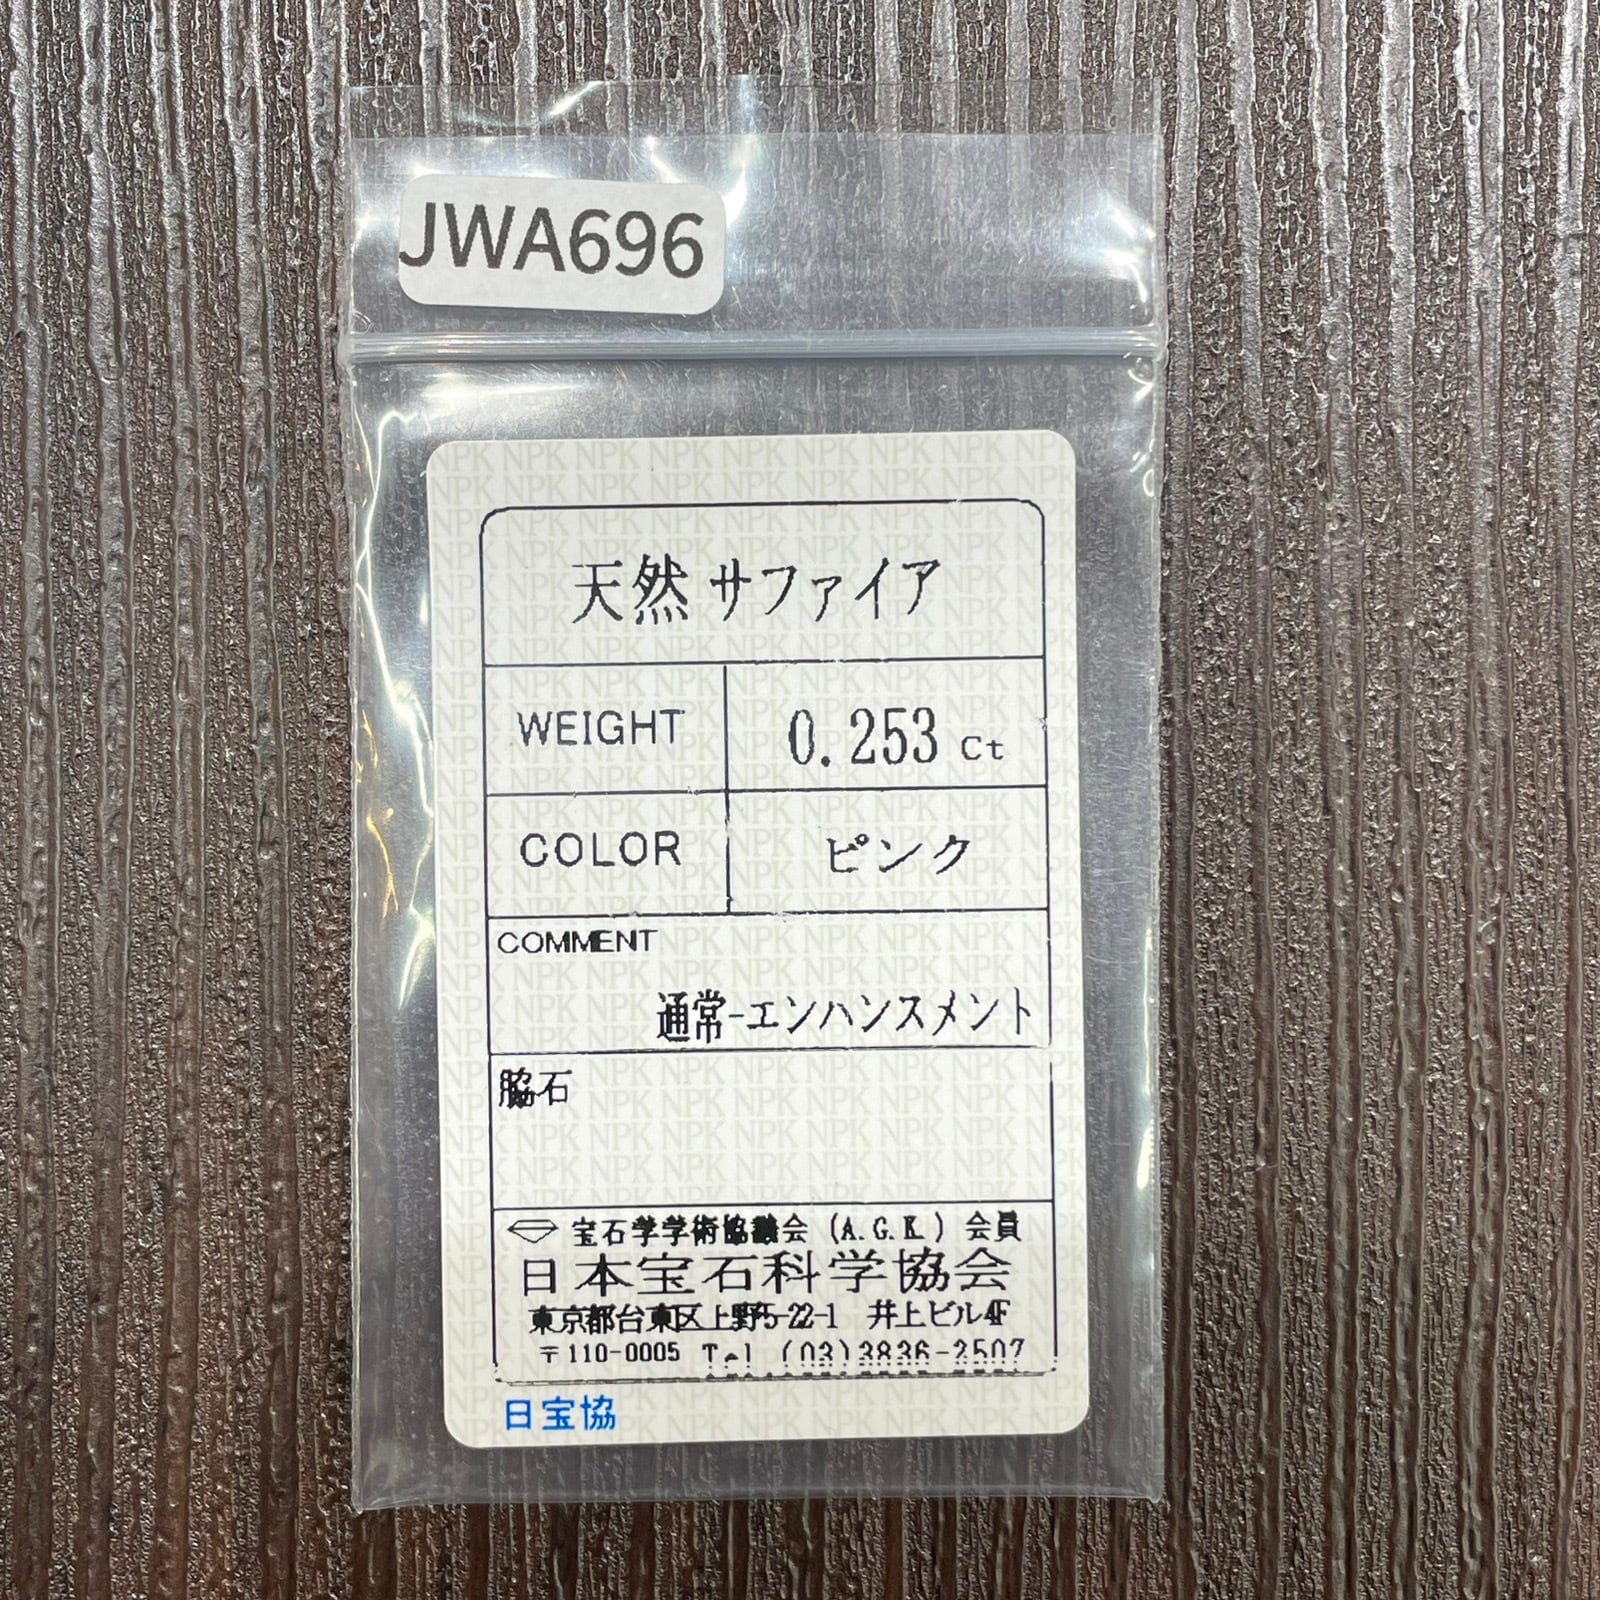 JWA696
天然 サファイア
WEIGHT 0.253 Ct
COLOR ピンク
COMMENT
通常-エンハンスメント
脇石
宝石学学術協議会 (A.G.K.) 会員
日本宝石科学協会
東京都台東区上野5-22-1 井上ビル4F
〒110-0005 Tel (03)3836-2507
日宝協